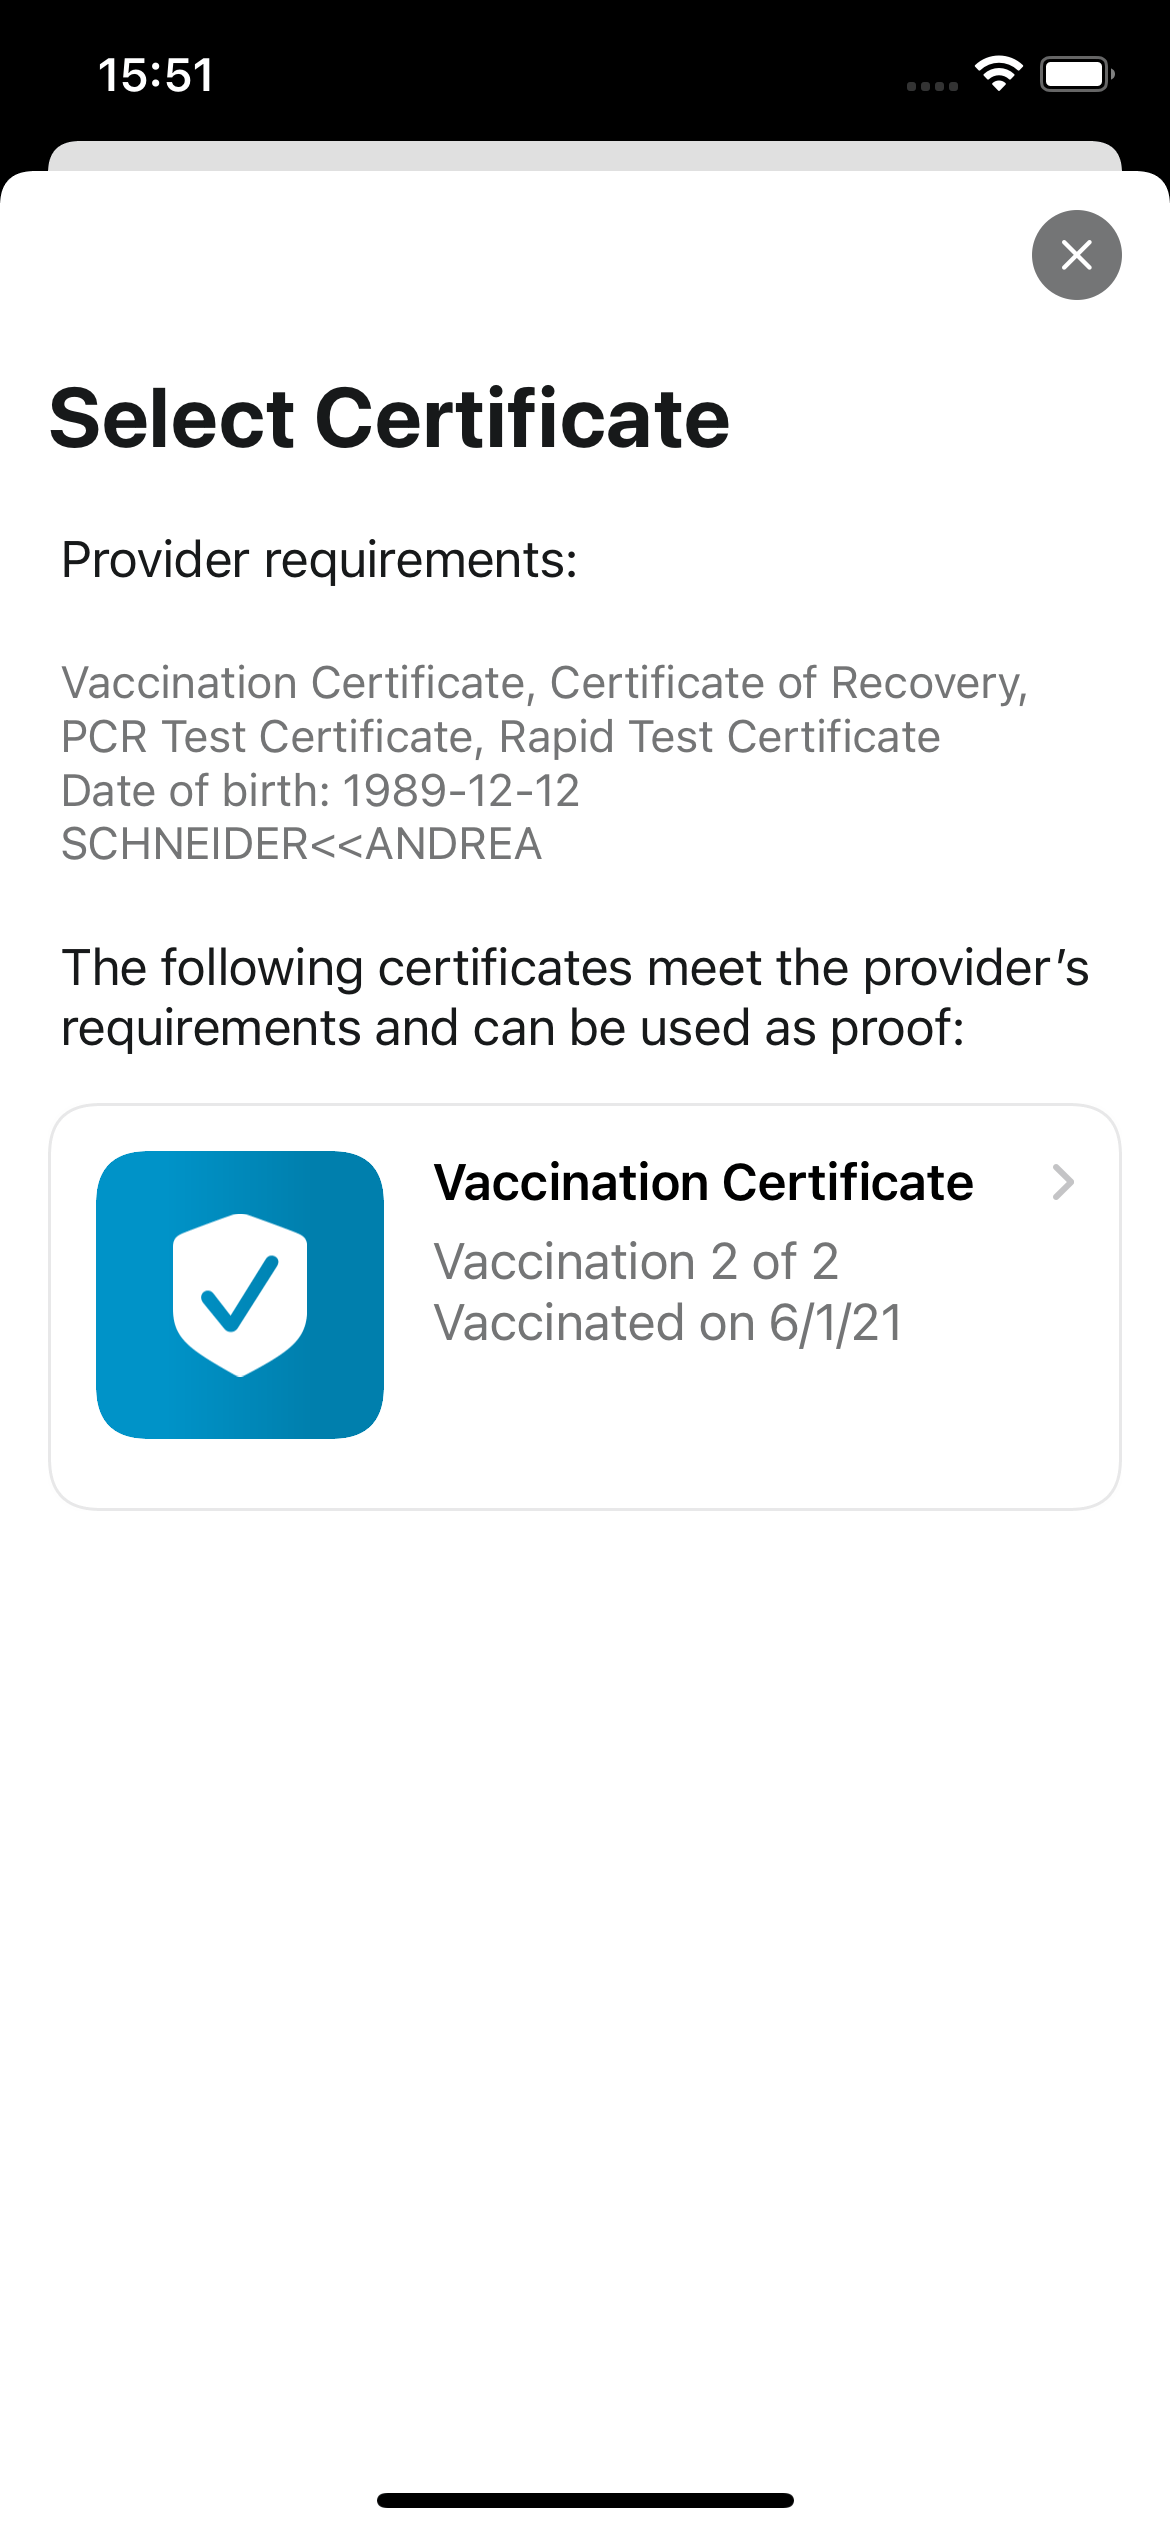 15:51
Select Certificate
Provider requirements:
Vaccination Certificate, Certificate of Recovery,
PCR Test Certificate, Rapid Test Certificate
Date of birth: 1989-12-12
SCHNEIDER<<ANDREA
The following certificates meet the provider’s
requirements and can be used as proof:
Vaccination Certificate
Vaccination 2 of 2
Vaccinated on 6/1/21